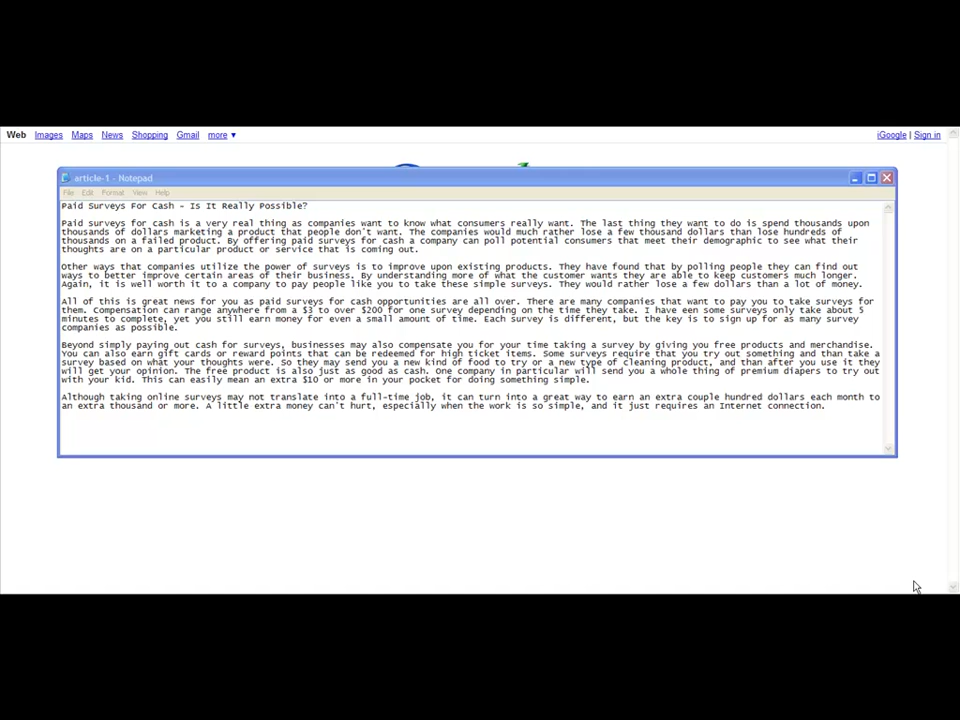 Web Images Maps News Shopping Gmail more ▼ iGoogle | Sign in
article-1 - Notepad
File Edit Format View Help
Paid Surveys For Cash - Is It Really Possible?
Paid surveys for cash is a very real thing as companies want to know what consumers really want. The last thing they want to do is spend thousands upon
thousands of dollars marketing a product that people don't want. The companies would much rather lose a few thousand dollars than lose hundreds of
thousands on a failed product. By offering paid surveys for cash a company can poll potential consumers that meet their demographic to see what their
thoughts are on a particular product or service that is coming out.
Other ways that companies utilize the power of surveys is to improve upon existing products. They have found that by polling people they can find out
ways to better improve certain areas of their business. By understanding more of what the customer wants they are able to keep customers much longer.
Again, it is well worth it to a company to pay people like you to take these simple surveys. They would rather lose a few dollars than a lot of money.
All of this is great news for you as paid surveys for cash opportunities are all over. There are many companies that want to pay you to take surveys for
them. Compensation can range anywhere from a $3 to over $200 for one survey depending on the time they take. I have een some surveys only take about 5
minutes to complete, yet you still earn money for even a small amount of time. Each survey is different, but the key is to sign up for as many survey
companies as possible.
Beyond simply paying out cash for surveys, businesses may also compensate you for your time taking a survey by giving you free products and merchandise.
You can also earn gift cards or reward points that can be redeemed for high ticket items. Some surveys require that you try out something and than take a
survey based on what your thoughts were. So they may send you a new kind of food to try or a new type of cleaning product, and than after you use it they
will get your opinion. The free product is also just as good as cash. One company in particular will send you a whole thing of premium diapers to try out
with your kid. This can easily mean an extra $10 or more in your pocket for doing something simple.
Although taking online surveys may not translate into a full-time job, it can turn into a great way to earn an extra couple hundred dollars each month to
an extra thousand or more. A little extra money can't hurt, especially when the work is so simple, and it just requires an Internet connection.